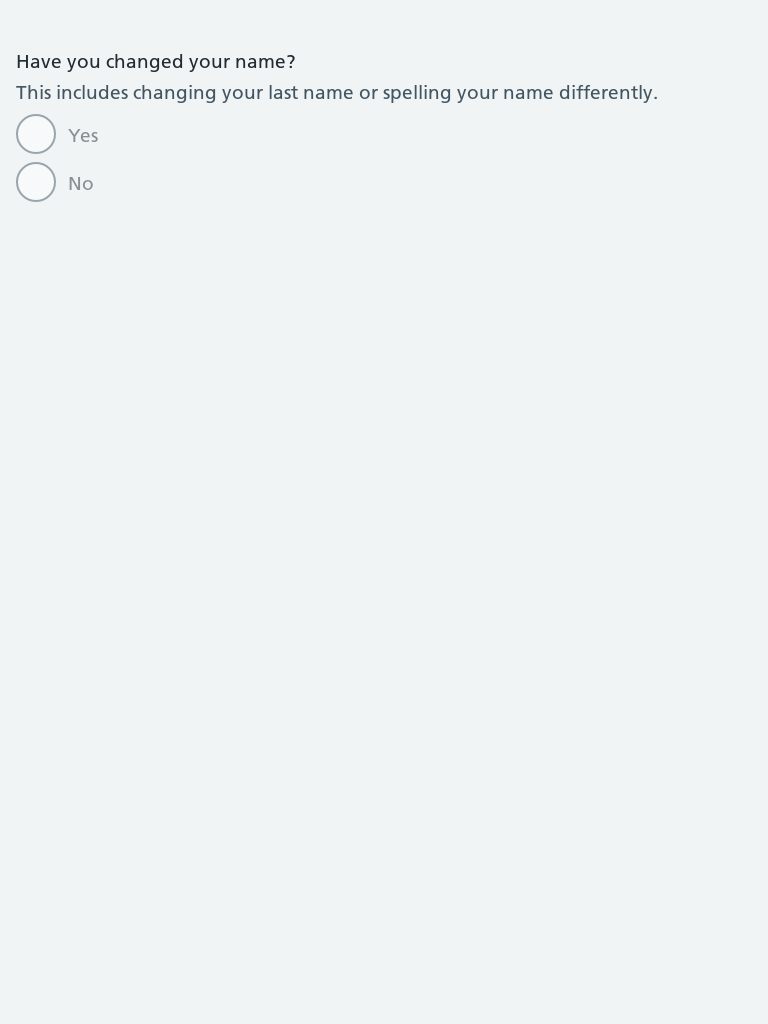 Have you changed your name?
This includes changing your last name or spelling your name differently.
Yes
No